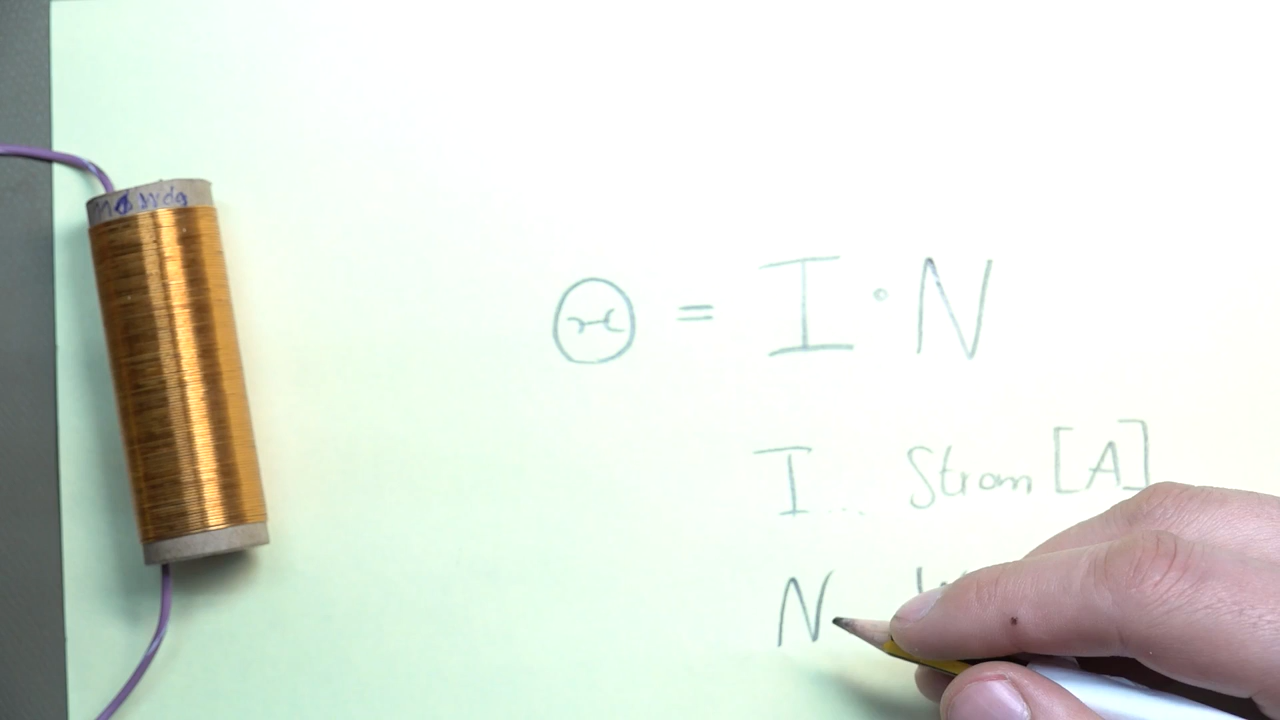 Θ = I · N
I... Strom [A]
N